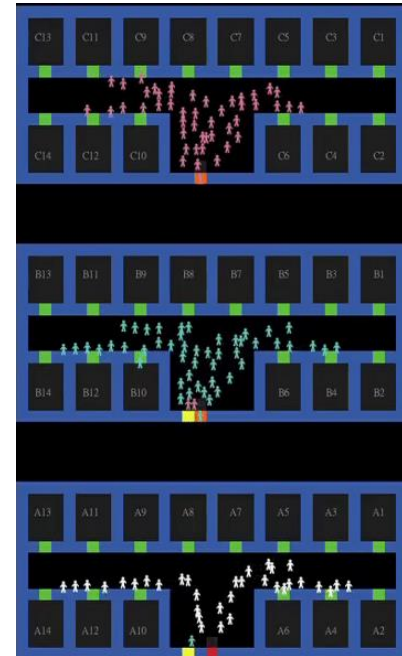 C13 C11 C9 C8 C7 C5 C3 C1
C14 C12 C10 C6 C4 C2
B13 B11 B9 B8 B7 B5 B3 B1
B14 B12 B10 B6 B4 B2
A13 A11 A9 A8 A7 A5 A3 A1
A14 A12 A10 A6 A4 A2